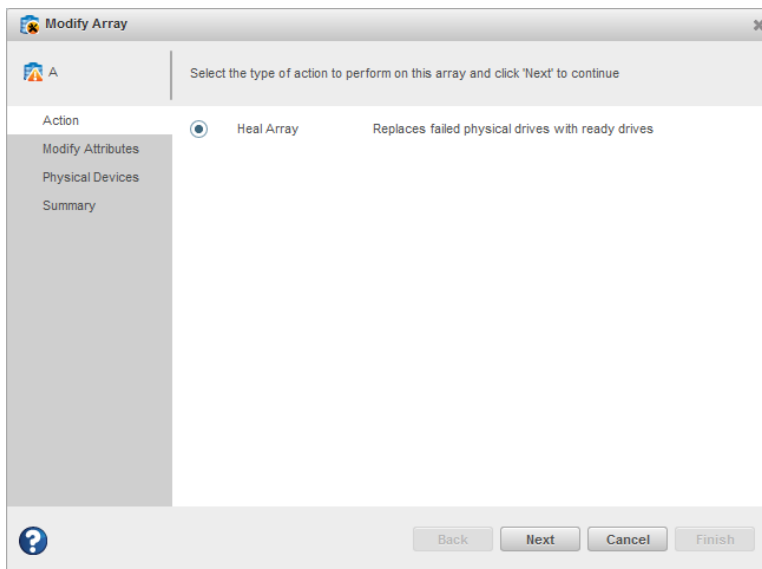 Modify Array
A
Select the type of action to perform on this array and click 'Next' to continue
Action
Modify Attributes
Physical Devices
Summary
Heal Array Replaces failed physical drives with ready drives
?
Back Next Cancel Finish